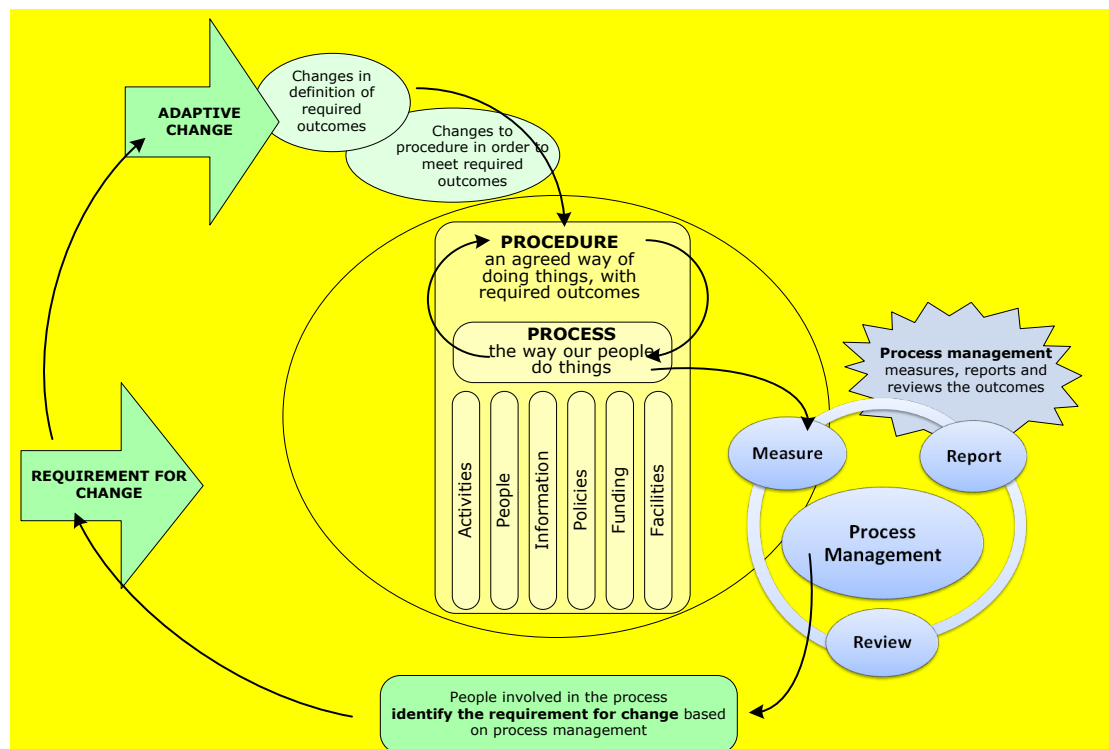 ADAPTIVE
CHANGE
Changes in
definition of
required
outcomes
Changes to
procedure in order to
meet required
outcomes
PROCEDURE
an agreed way of
doing things, with
required outcomes
PROCESS
the way our people
do things
Activities
People
Information
Policies
Funding
Facilities
Process management
measures, reports and
reviews the outcomes
Measure
Report
Process
Management
Review
REQUIREMENT FOR
CHANGE
People involved in the process
identify the requirement for change based
on process management